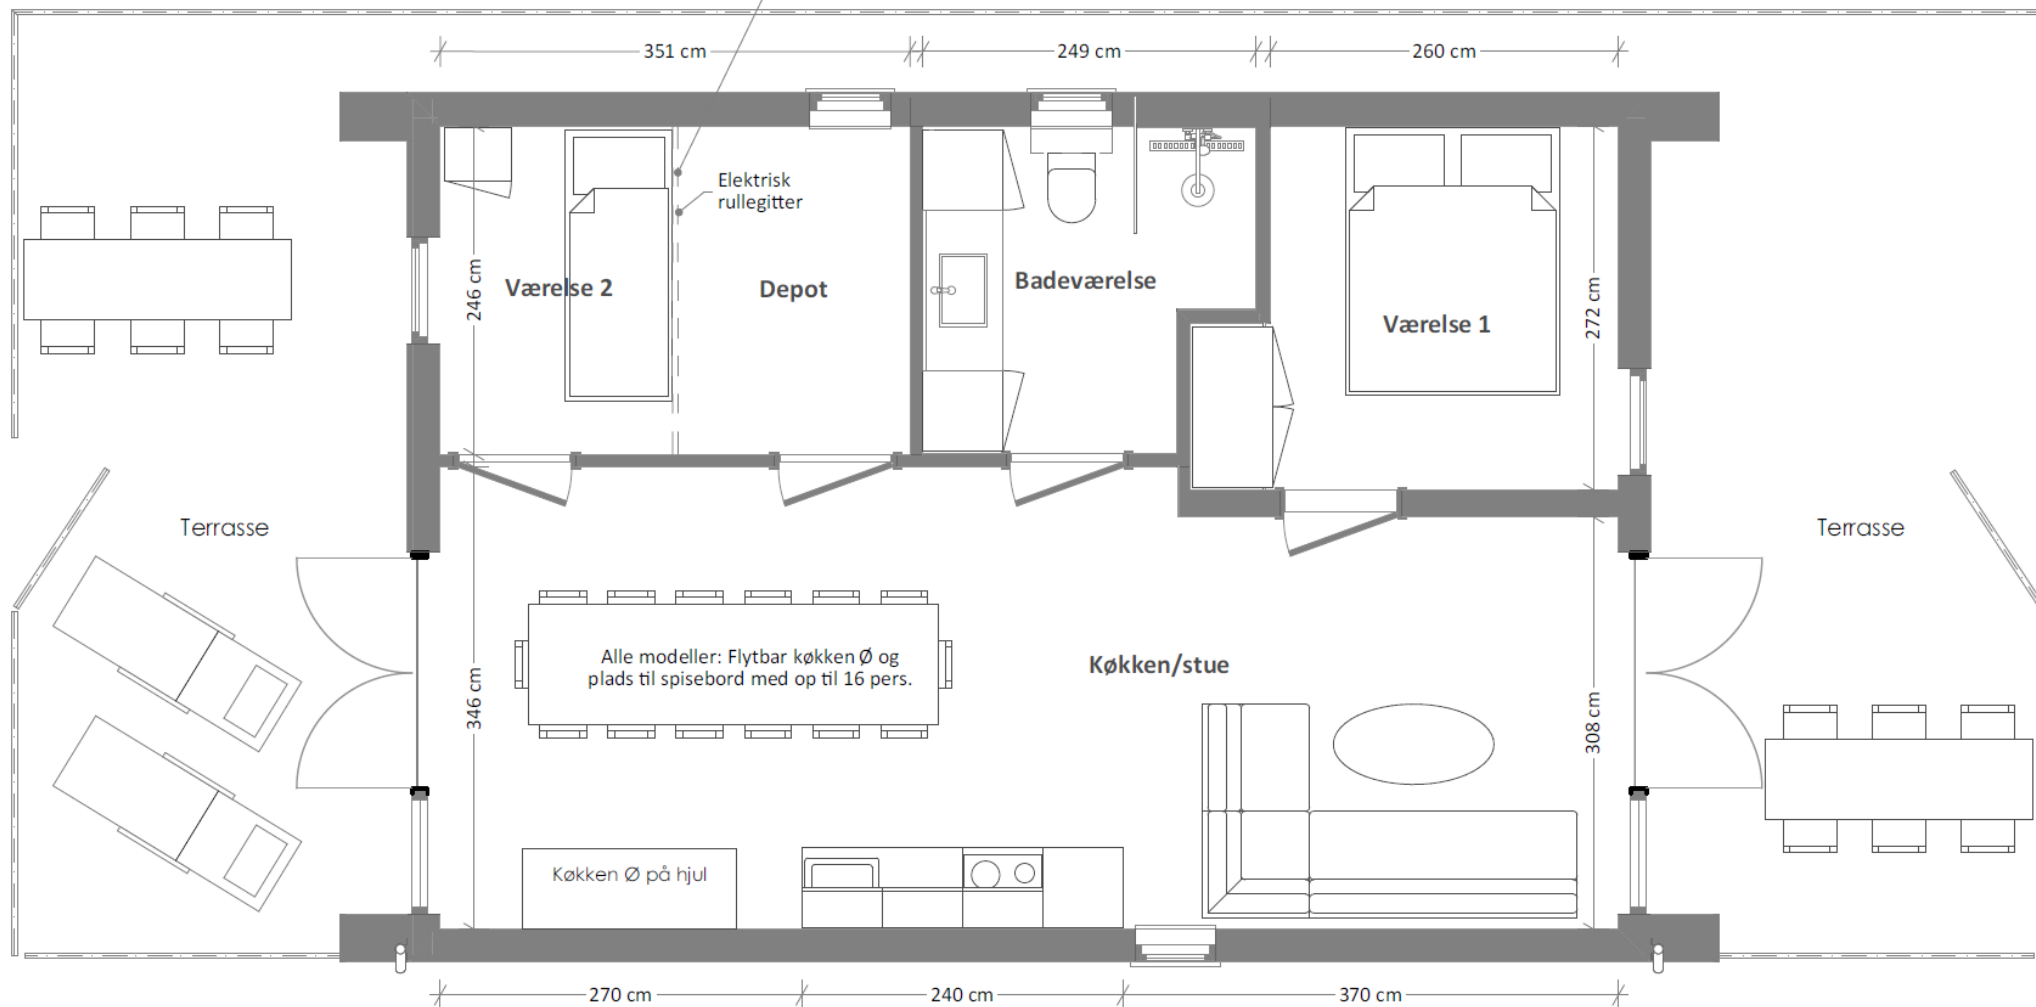 351 cm
249 cm
260 cm
Elektrisk
rullegitter
246 cm
Værelse 2
Depot
Badeværelse
Værelse 1
272 cm
Terrasse
Terrasse
Alle modeller: Flytbar køkken Ø og
plads til spisebord med op til 16 pers.
Køkken/stue
346 cm
308 cm
Køkken Ø på hjul
270 cm
240 cm
370 cm